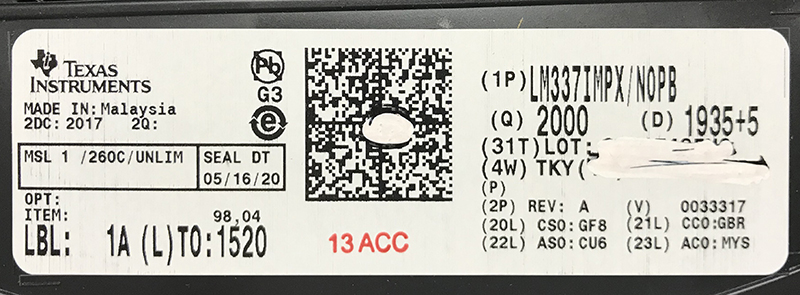 TEXAS
INSTRUMENTS
MADE IN: Malaysia
2DC: 2017 2Q:
MSL 1 /260C/UNLIM
SEAL DT
05/16/20
OPT:
ITEM:
98,04
LBL: 1A (L)TO:1520
Pb
G3
e
13 ACC
(1P) LM337IMPX/NOPB
(Q) 2000 (D) 1935+5
(31T)LOT:
(4W) TKY(
(P)
(2P) REV: A (V) 0033317
(20L) CSO:GF8 (21L) CCO:GBR
(22L) ASO:CU6 (23L) ACO:MYS